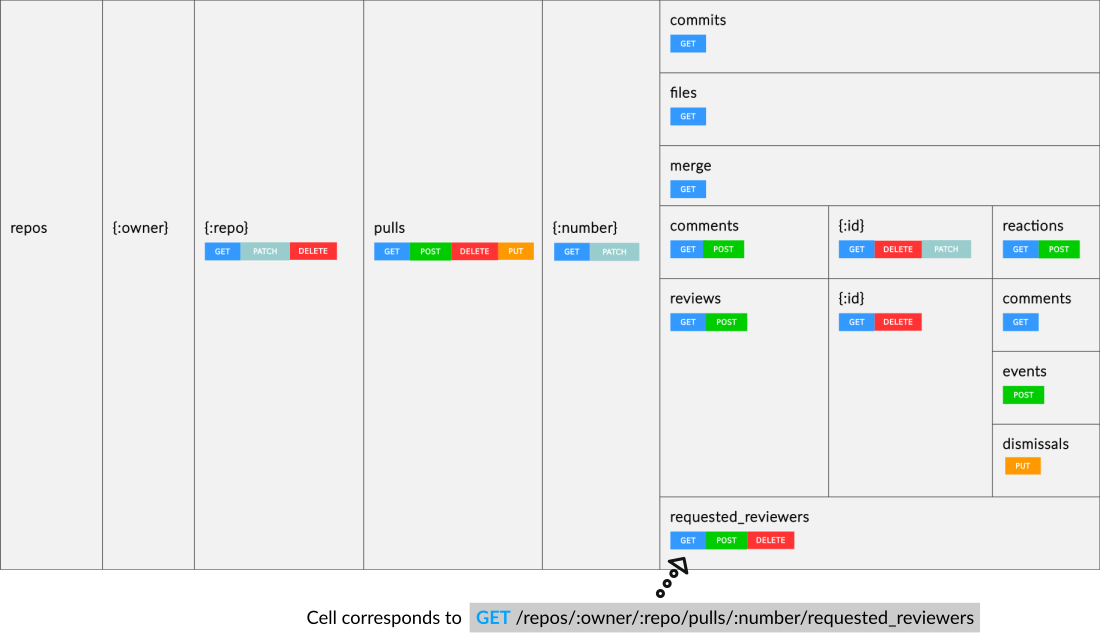 commits
GET
files
GET
merge
GET
repos
{:owner}
{:repo}
GET PATCH DELETE
pulls
GET POST DELETE PUT
{:number}
GET PATCH
comments
GET POST
{:id}
GET DELETE PATCH
reactions
GET POST
reviews
GET POST
{:id}
GET DELETE
comments
GET
events
POST
dismissals
PUT
requested_reviewers
GET POST DELETE
Cell corresponds to GET /repos/:owner/:repo/pulls/:number/requested_reviewers